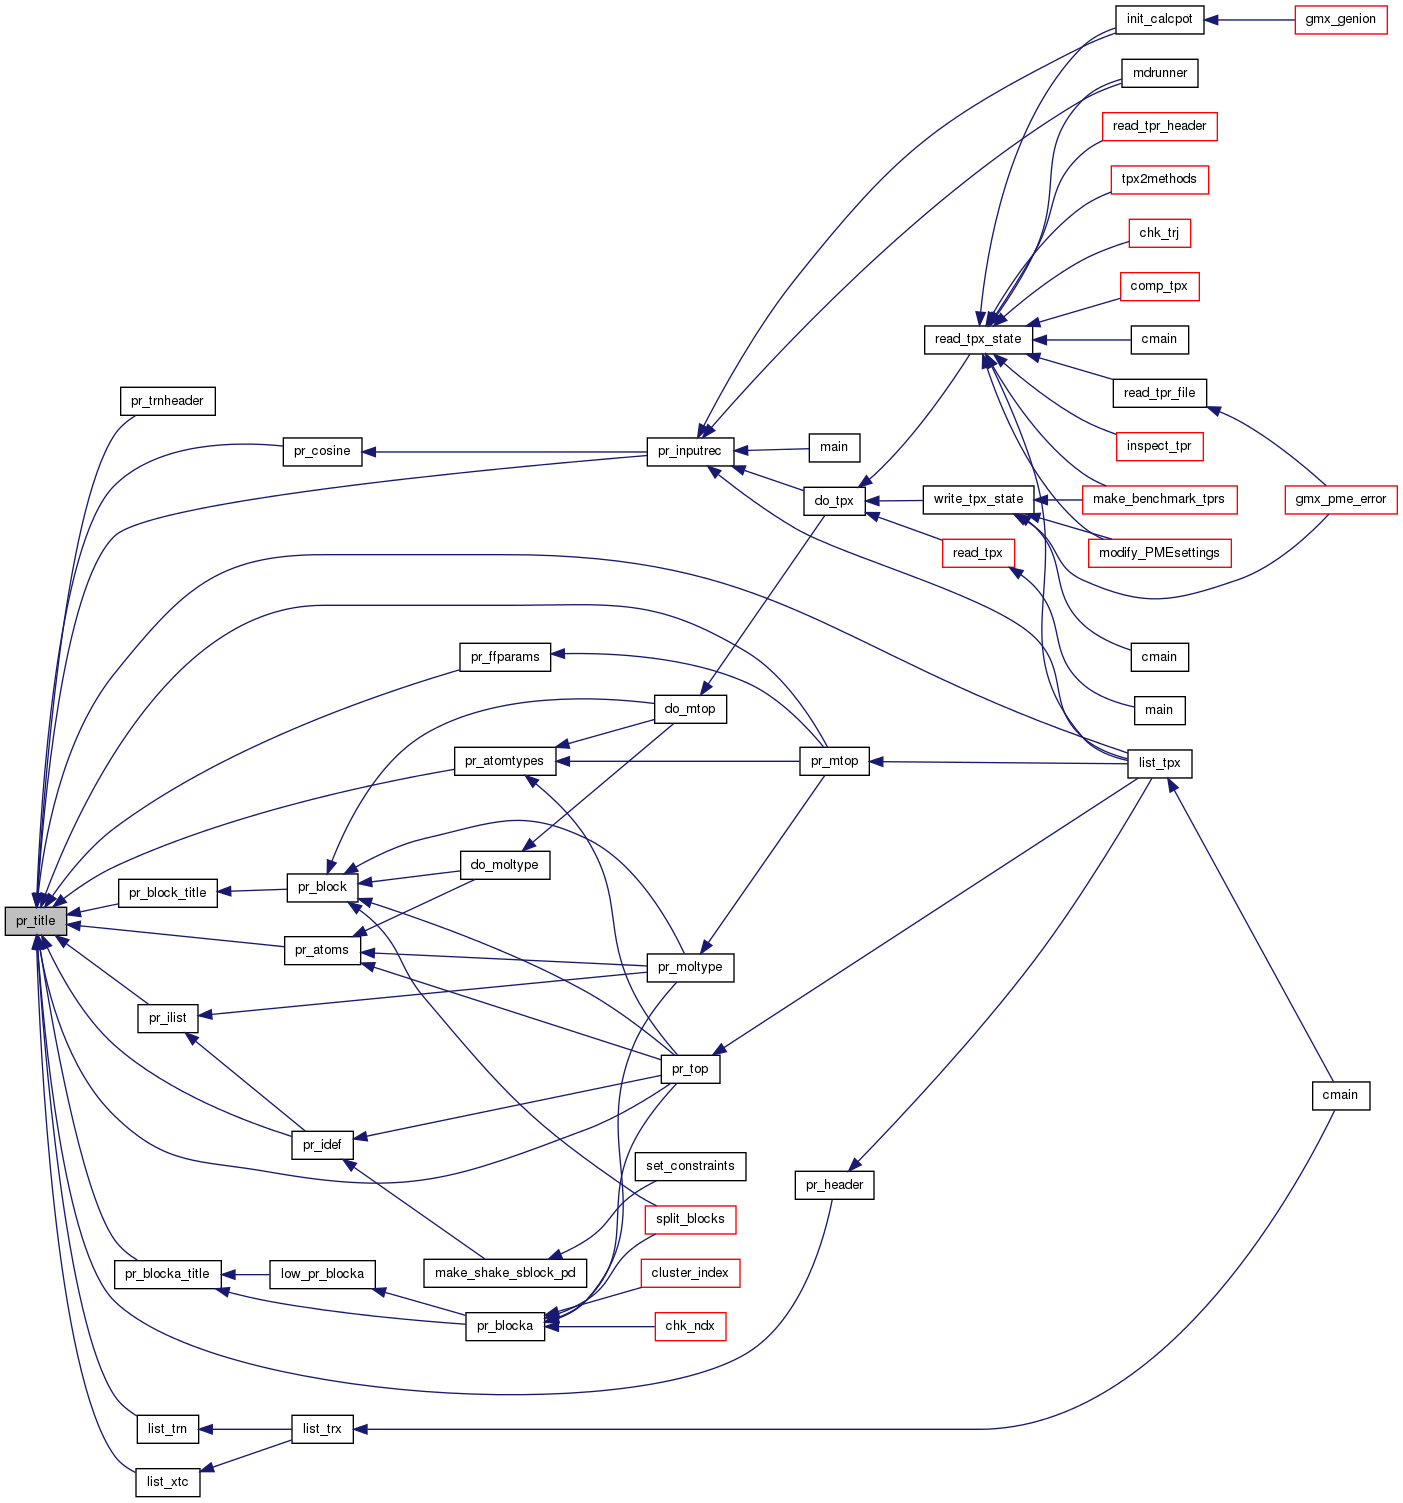 init_calcpot
gmx_genion
mdrunner
read_tpr_header
tpx2methods
chk_trj
comp_tpx
read_tpx_state
cmain
read_tpr_file
pr_trnheader
pr_cosine
pr_inputrec
main
inspect_tpr
do_tpx
write_tpx_state
make_benchmark_tprs
gmx_pme_error
read_tpx
modify_PMEsettings
pr_ffparams
cmain
do_mtop
main
pr_atomtypes
pr_mtop
list_tpx
do_moltype
pr_block_title
pr_block
pr_title
pr_atoms
pr_moltype
pr_ilist
pr_top
cmain
pr_idef
set_constraints
pr_header
split_blocks
pr_blocka_title
low_pr_blocka
make_shake_sblock_pd
cluster_index
pr_blocka
chk_ndx
list_trn
list_trx
list_xtc